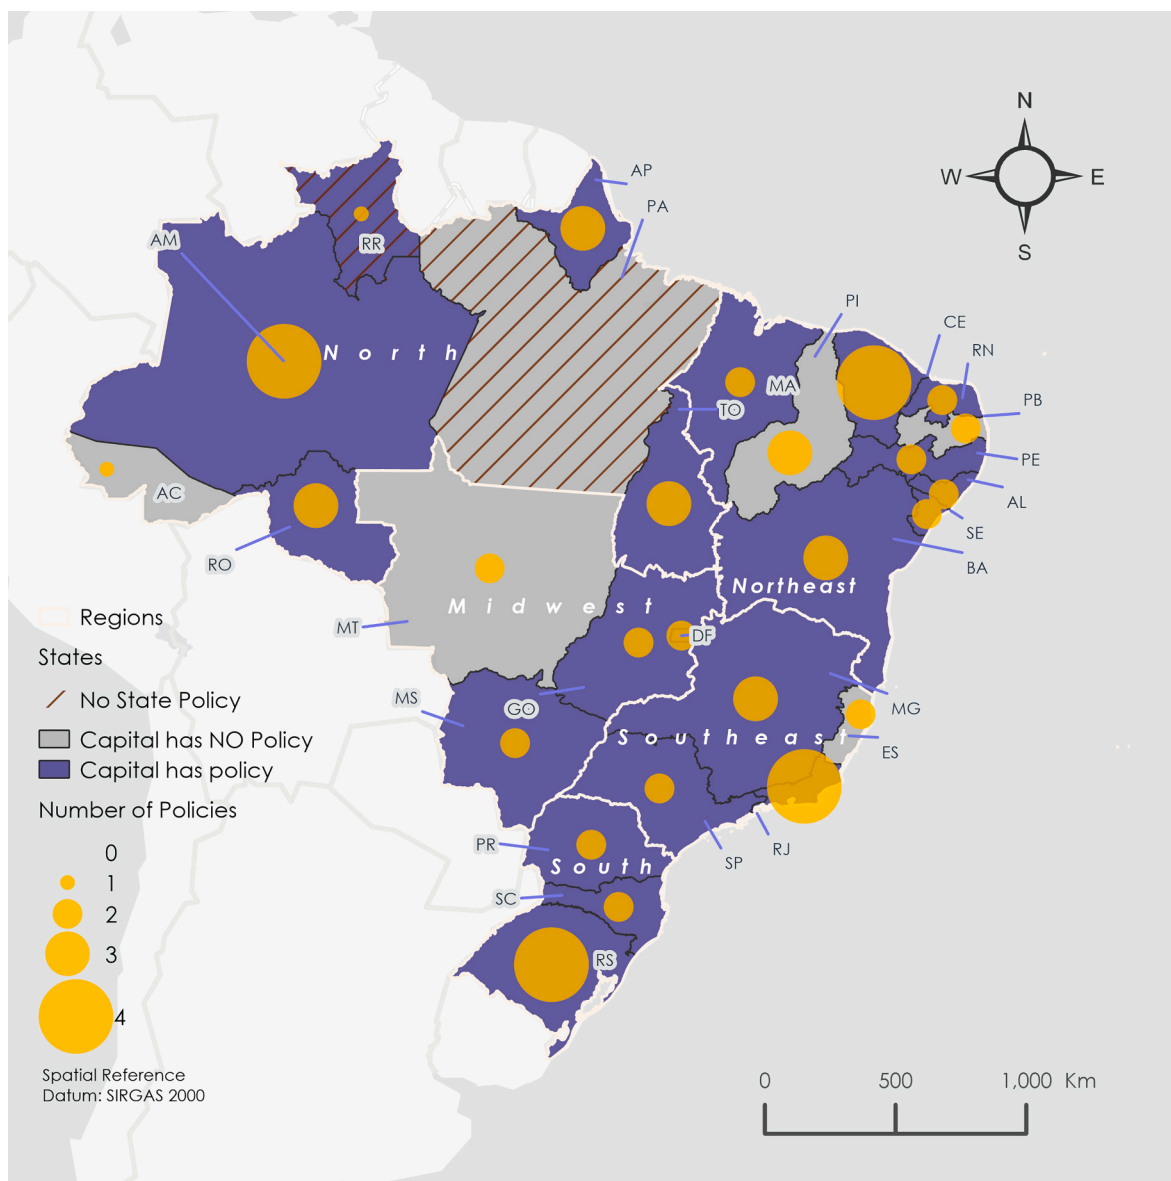 N
W E
S
AP
PA
AM
RR
PI
CE
RN
PB
PE
AL
SE
BA
North
MA
TO
AC
RO
Northeast
Midwest
MT
DF
GO
MS
MG
ES
Southeast
RJ
SP
PR
South
SC
RS
Regions
States
No State Policy
Capital has NO Policy
Capital has policy
Number of Policies
0
1
2
3
4
Spatial Reference
Datum: SIRGAS 2000
0 500 1,000 Km